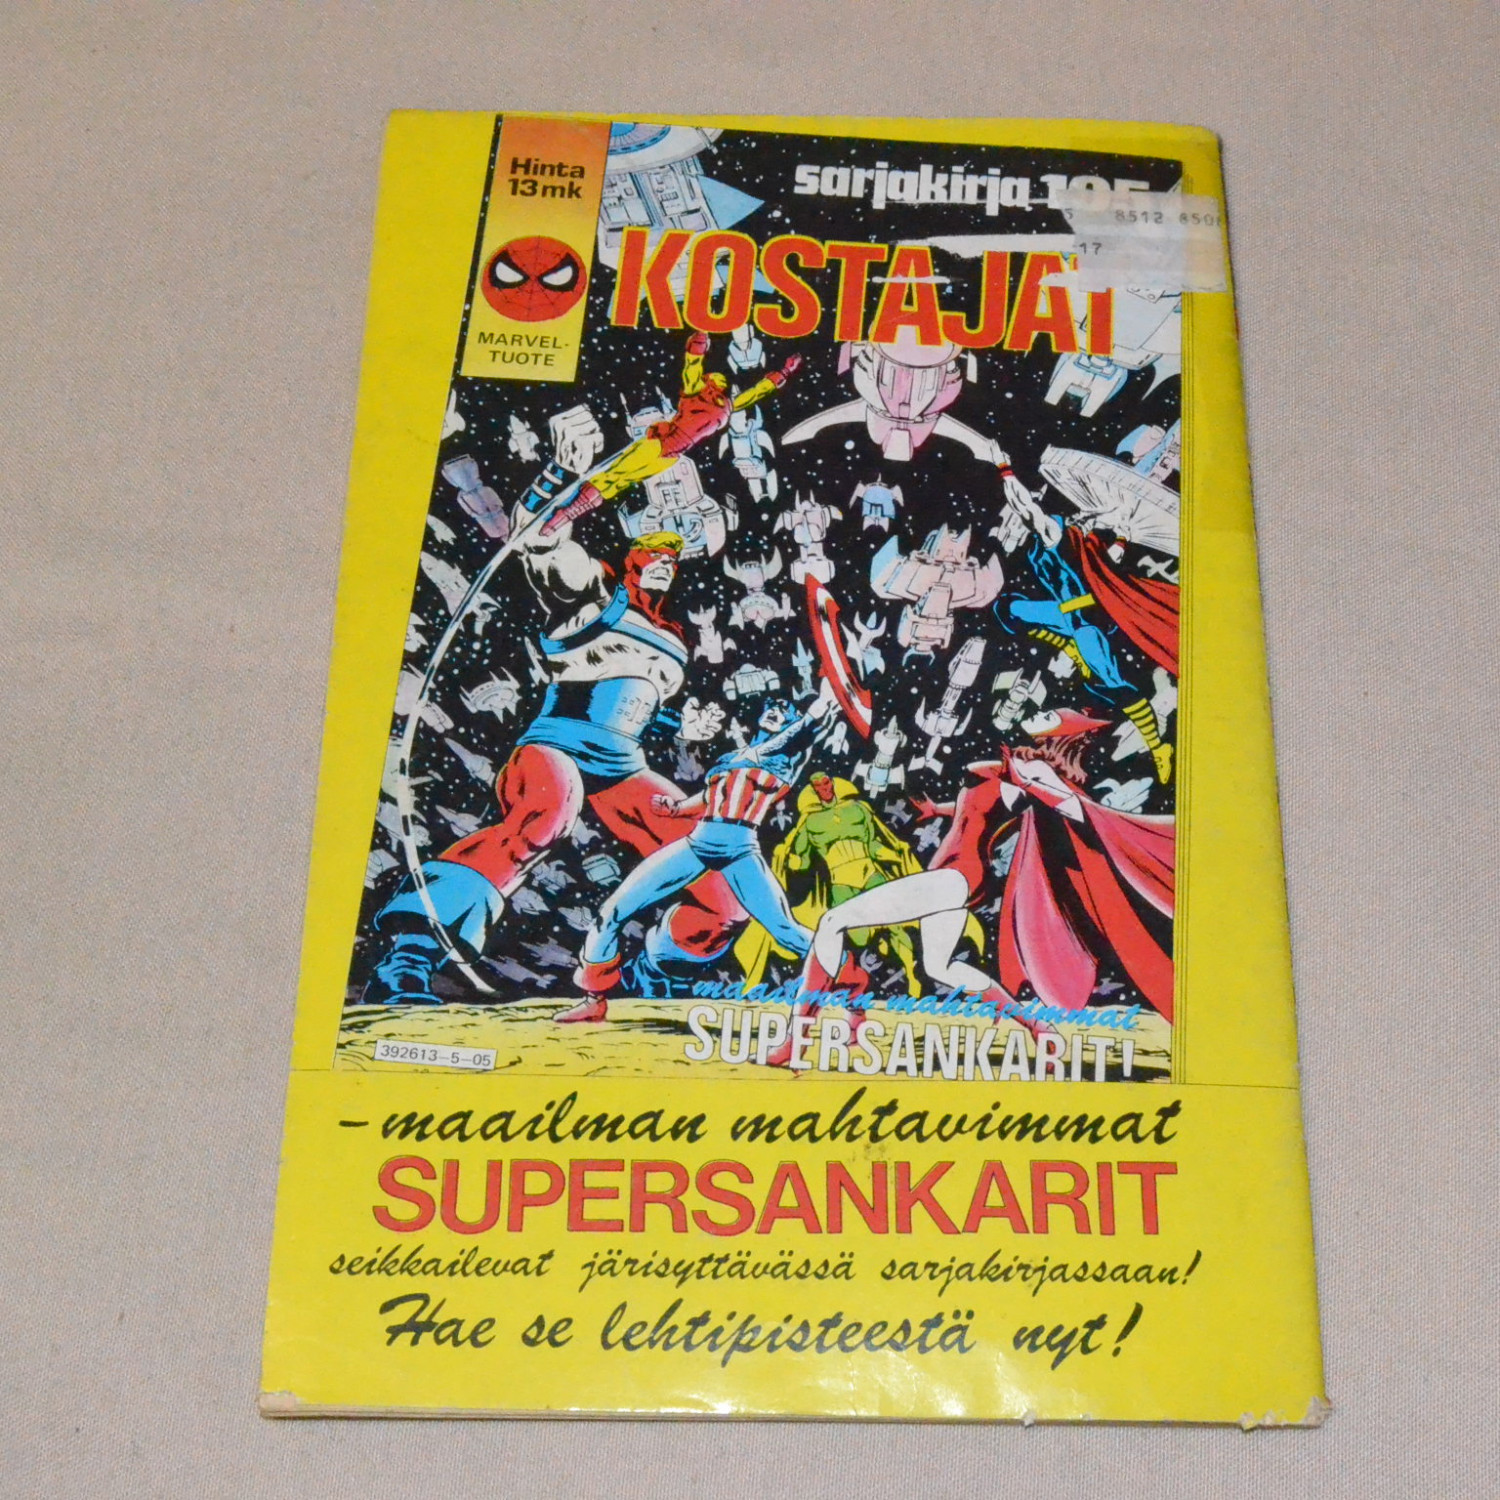 Hinta
13mk
sarjakirja
5 8512 850
-17
KOSTAJAT
MARVEL-
TUOTE
-maailman mahtavimmat
SUPERSANKARIT!
392613-5-05
-maailman mahtavimmat
SUPERSANKARIT
seikkailevat järisyttävässä sarjakirjassaan!
Hae se lehtipisteestä nyt!